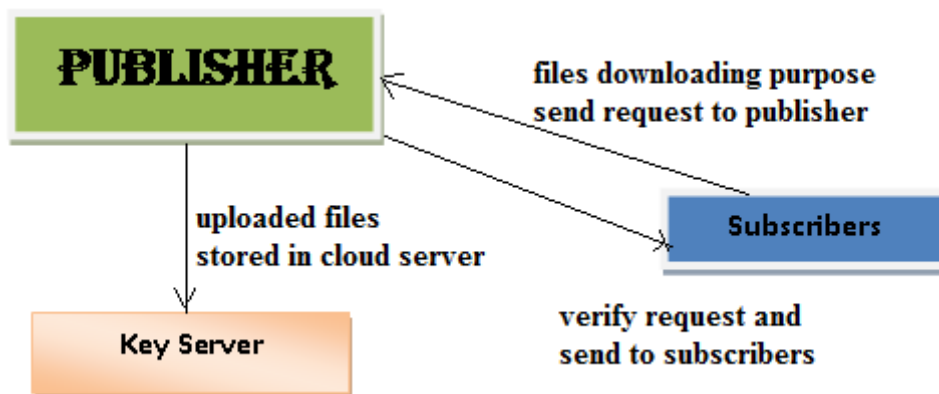 PUBLISHER
files downloading purpose
send request to publisher
uploaded files
stored in cloud server
Subscribers
Key Server
verify request and
send to subscribers